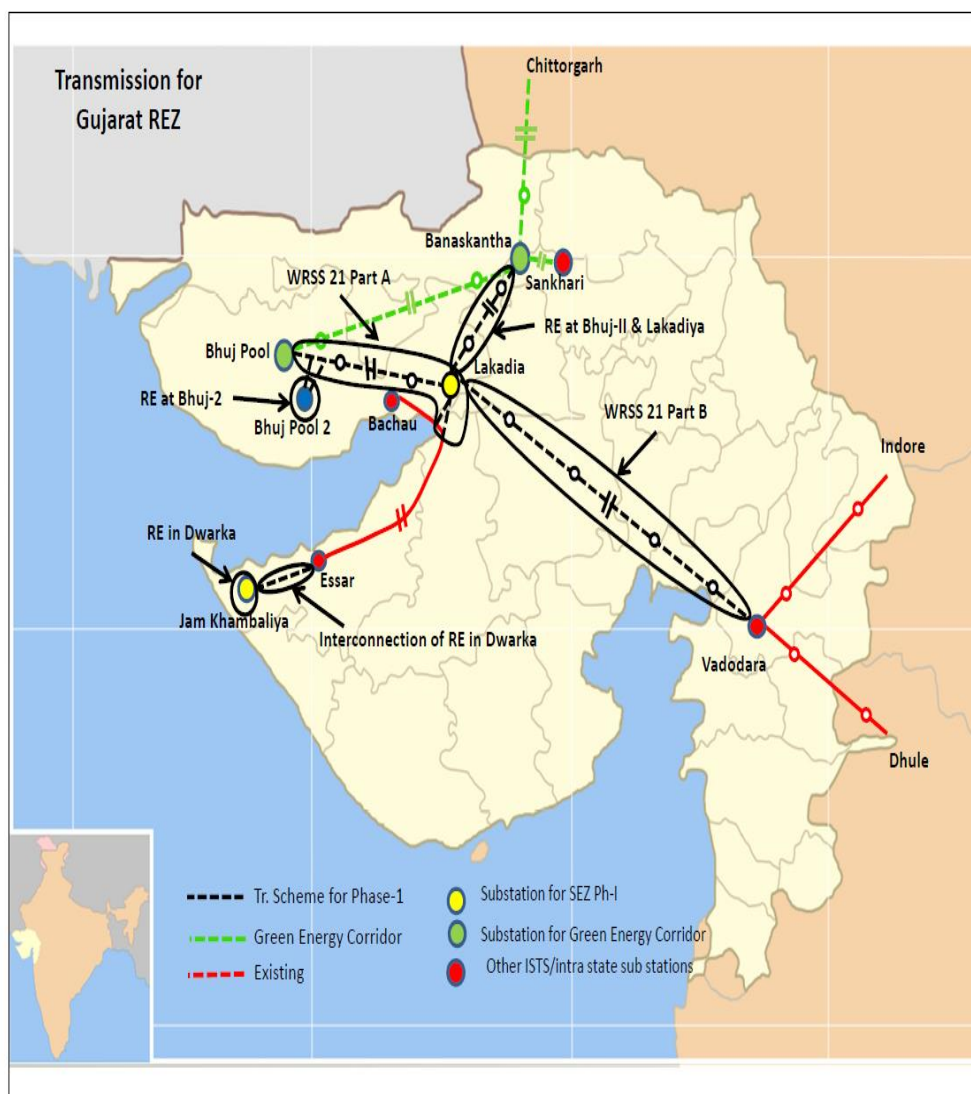 Transmission for
Gujarat REZ
Chittorgarh
Banaskantha
Sankhari
WRSS 21 Part A
RE at Bhuj-II & Lakadiya
Bhuj Pool
Lakadia
RE at Bhuj-2
Bhuj Pool 2
Bachau
WRSS 21 Part B
Indore
RE in Dwarka
Essar
Jam Khambaliya
Interconnection of RE in Dwarka
Vadodara
Dhule
Tr. Scheme for Phase-1
Substation for SEZ Ph-I
Green Energy Corridor
Substation for Green Energy Corridor
Existing
Other ISTS/intra state sub stations